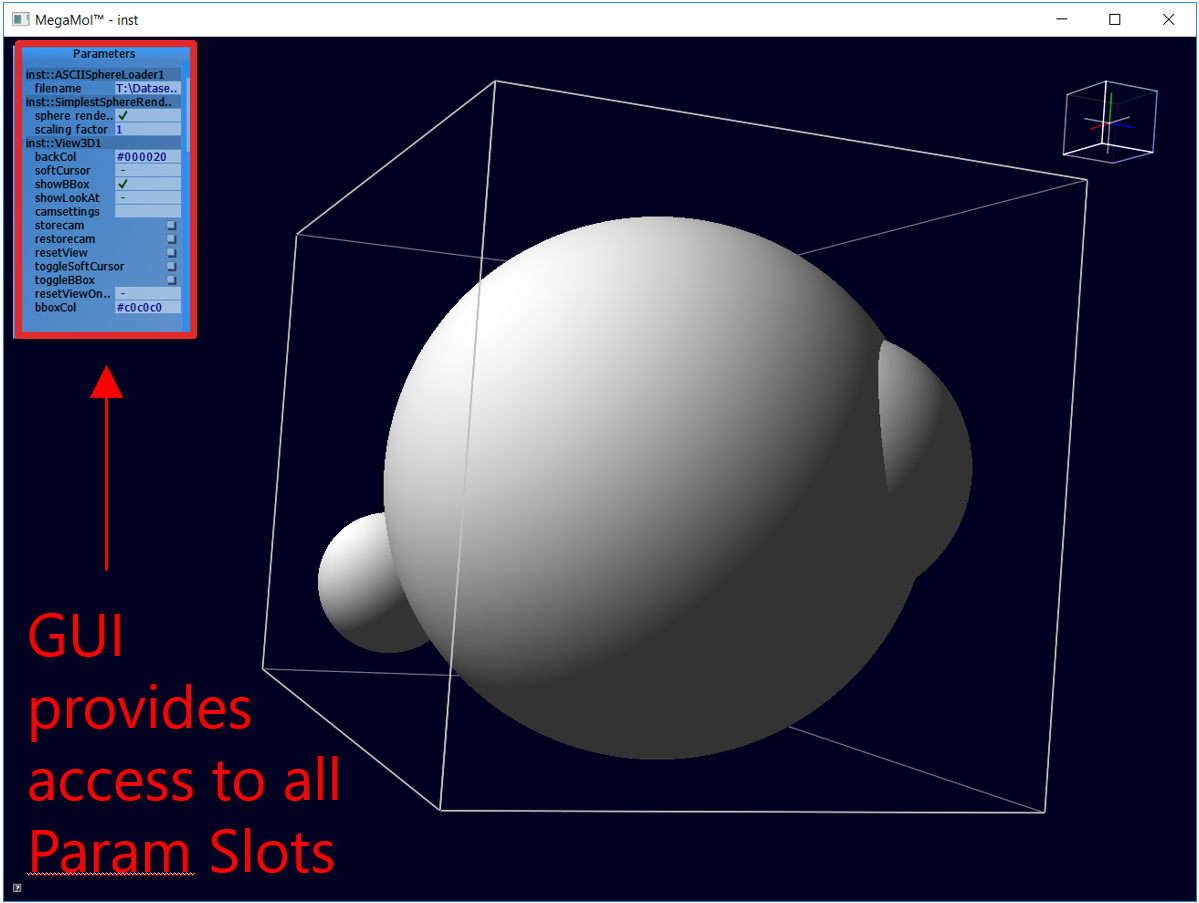 MegaMol™ - inst
Parameters
inst::ASCIISphereLoader1
filename T:\Datase..
inst::SimplestSphereRend..
sphere rende.. ✓
scaling factor 1
inst::View3D1
backCol #000020
softCursor -
showBBox ✓
showLookAt -
camsettings
storecam
restorecam
resetView
toggleSoftCursor
toggleBBox
resetViewOn.. -
bboxCol #c0c0c0
GUI
provides
access to all
Param Slots
?